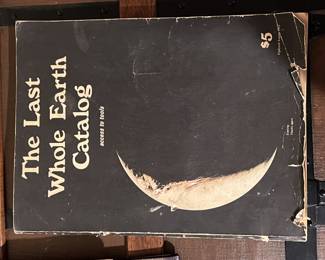 The Last
Whole Earth
Catalog
access to tools
$5